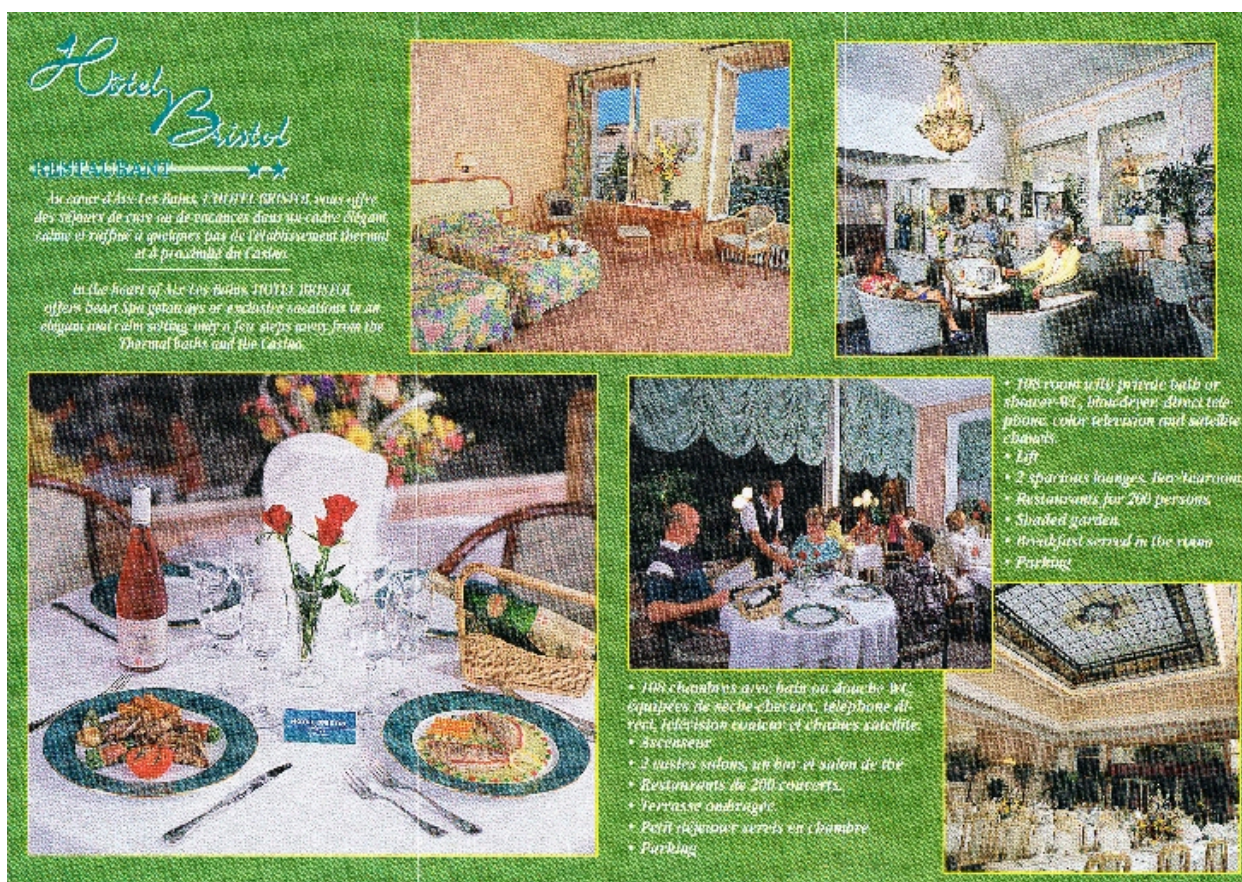 Hôtel
Bristol
RESTAURANT
Au cœur d'Aix-Les-Bains, L'HOTEL BRISTOL vous offre
des séjours de cure ou de vacances dans un cadre élégant,
calme et raffiné à quelques pas de l'établissement thermal
et à proximité du Casino.
In the heart of Aix-Les-Bains, HOTEL BRISTOL
offers Spa getaways or exclusive vacations in an
elegant and calm setting, only a few steps away from the
Thermal baths and the Casino.
• 108 room with private bath or
shower-WC, blowdryer, direct tele-
phone, color television and satellite
chanels.
• Lift
• 2 spacious lounges, bar-tearoom
• Restaurants for 200 persons.
• Shaded garden.
• Breakfast served in the room
• Parking
HOTEL BRISTOL
• 108 chambres avec bain ou douche WC,
équipées de sèche-cheveux, téléphone di-
rect, télévision couleur et chaînes satellite.
• Ascenseur
• 2 vastes salons, un bar et salon de thé
• Restaurants de 200 couverts.
• Terrasse ombragée.
• Petit déjeuner servis en chambre
• Parking